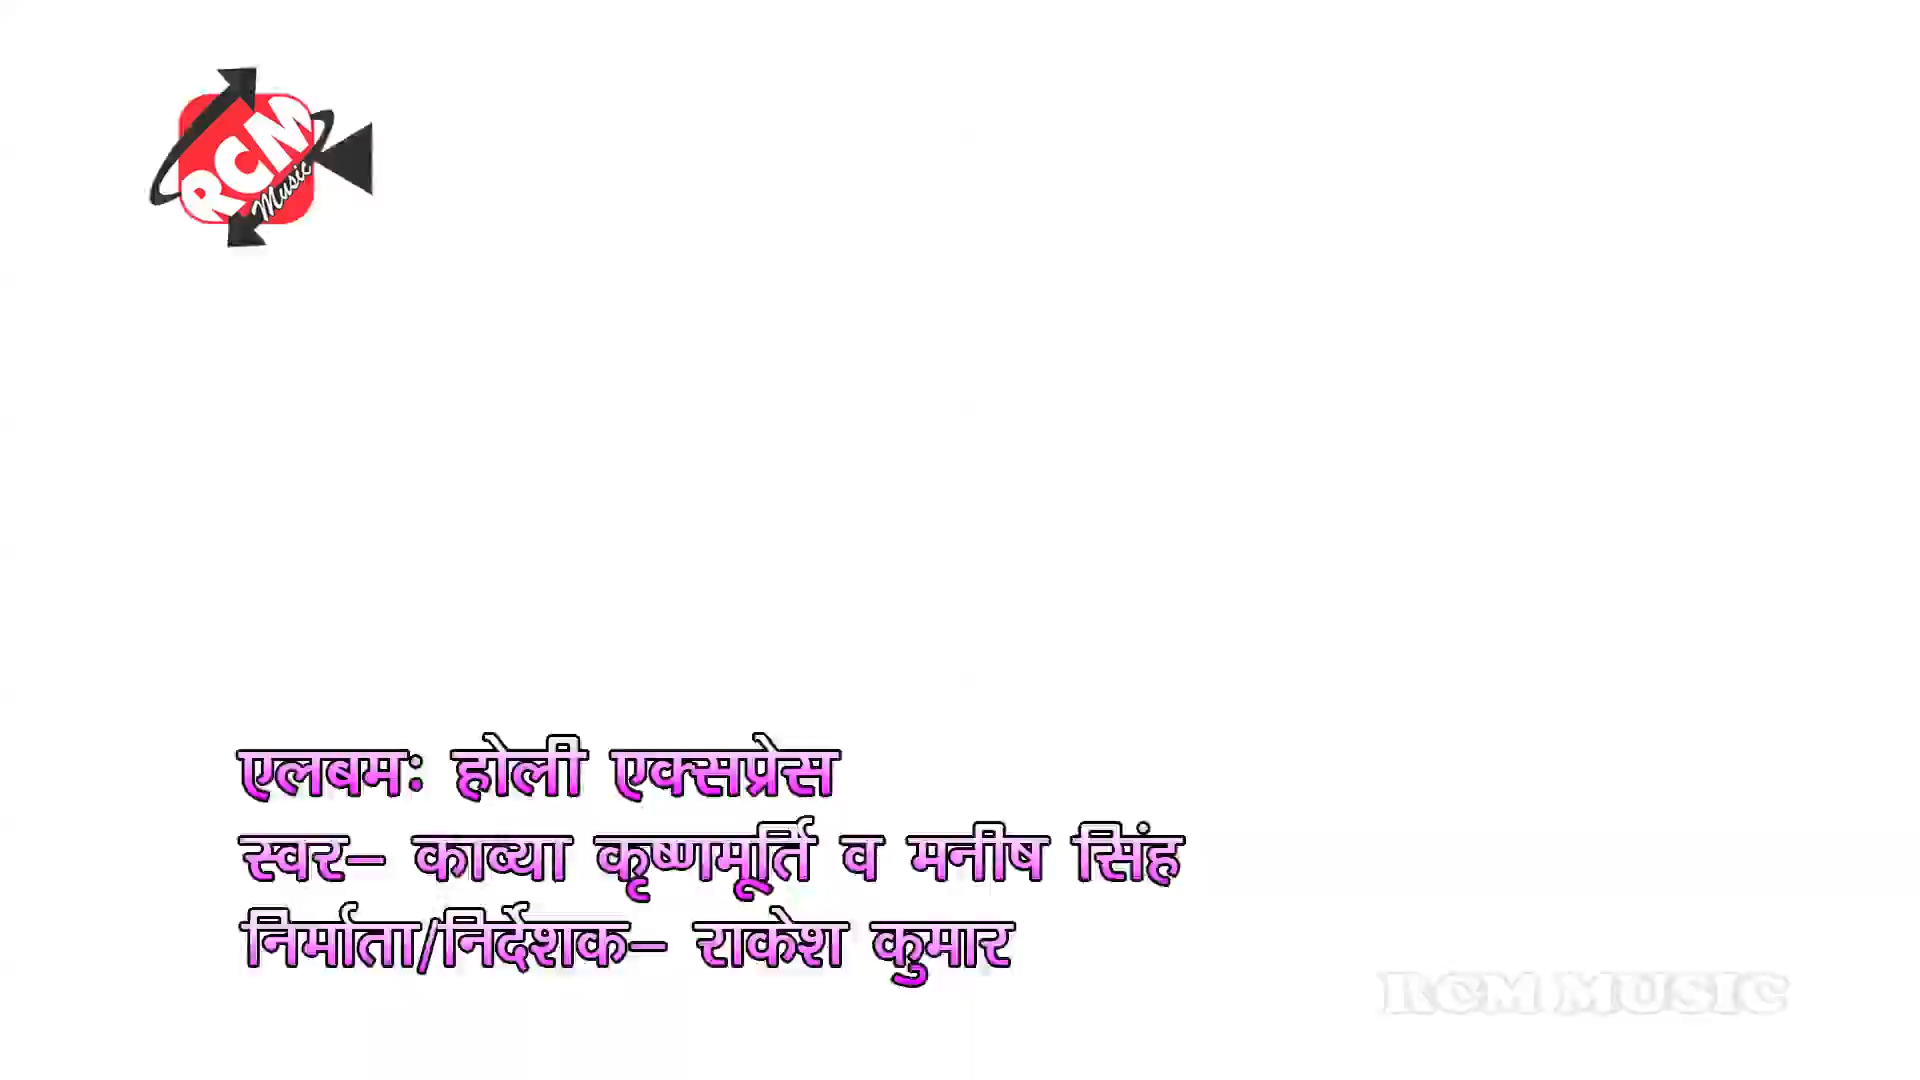 RCM
Music
एलबमः होली एक्सप्रेस
स्वर– काव्या कृष्णमूर्ति व मनीष सिंह
निर्माता/निर्देशक– राकेश कुमार
RCM MUSIC